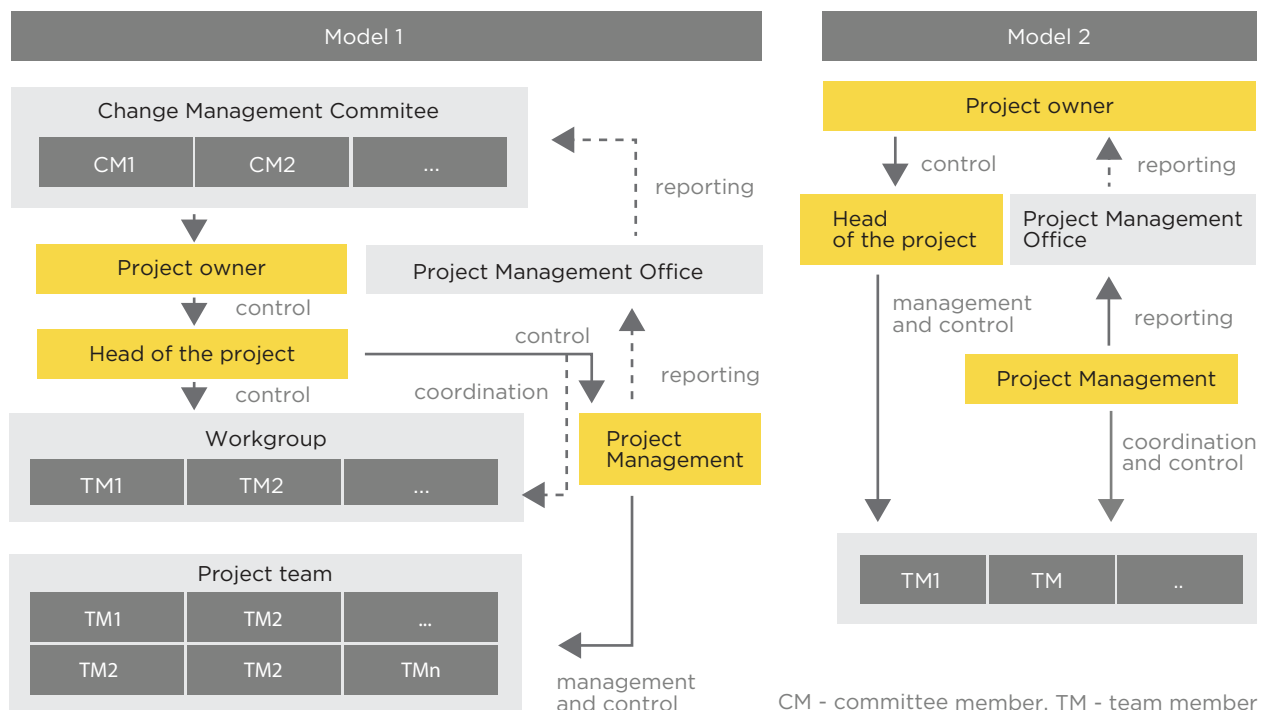 Model 1
Change Management Commitee
CM1
CM2
...
reporting
Project owner
Project Management Office
control
Head of the project
control
control
coordination
reporting
Workgroup
TM1
TM2
...
Project
Management
Project team
TM1
TM2
...
TM2
TM2
TMn
management
and control
Model 2
Project owner
control
reporting
Head
of the project
Project Management
Office
management
and control
reporting
Project Management
coordination
and control
TM1
TM
..
CM - committee member, TM - team member